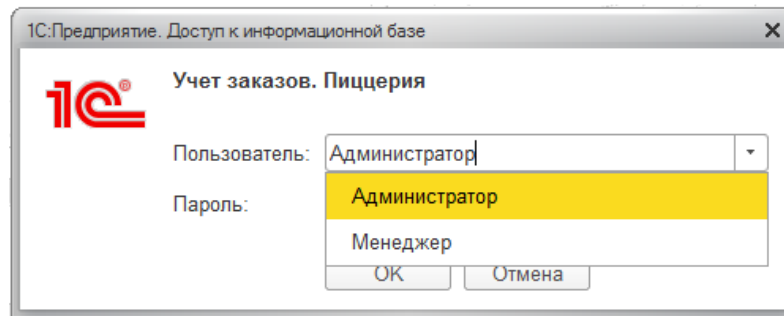 1С:Предприятие. Доступ к информационной базе
1С®
Учет заказов. Пиццерия
Пользователь: Администратор
Пароль:
Администратор
Менеджер
OK Отмена